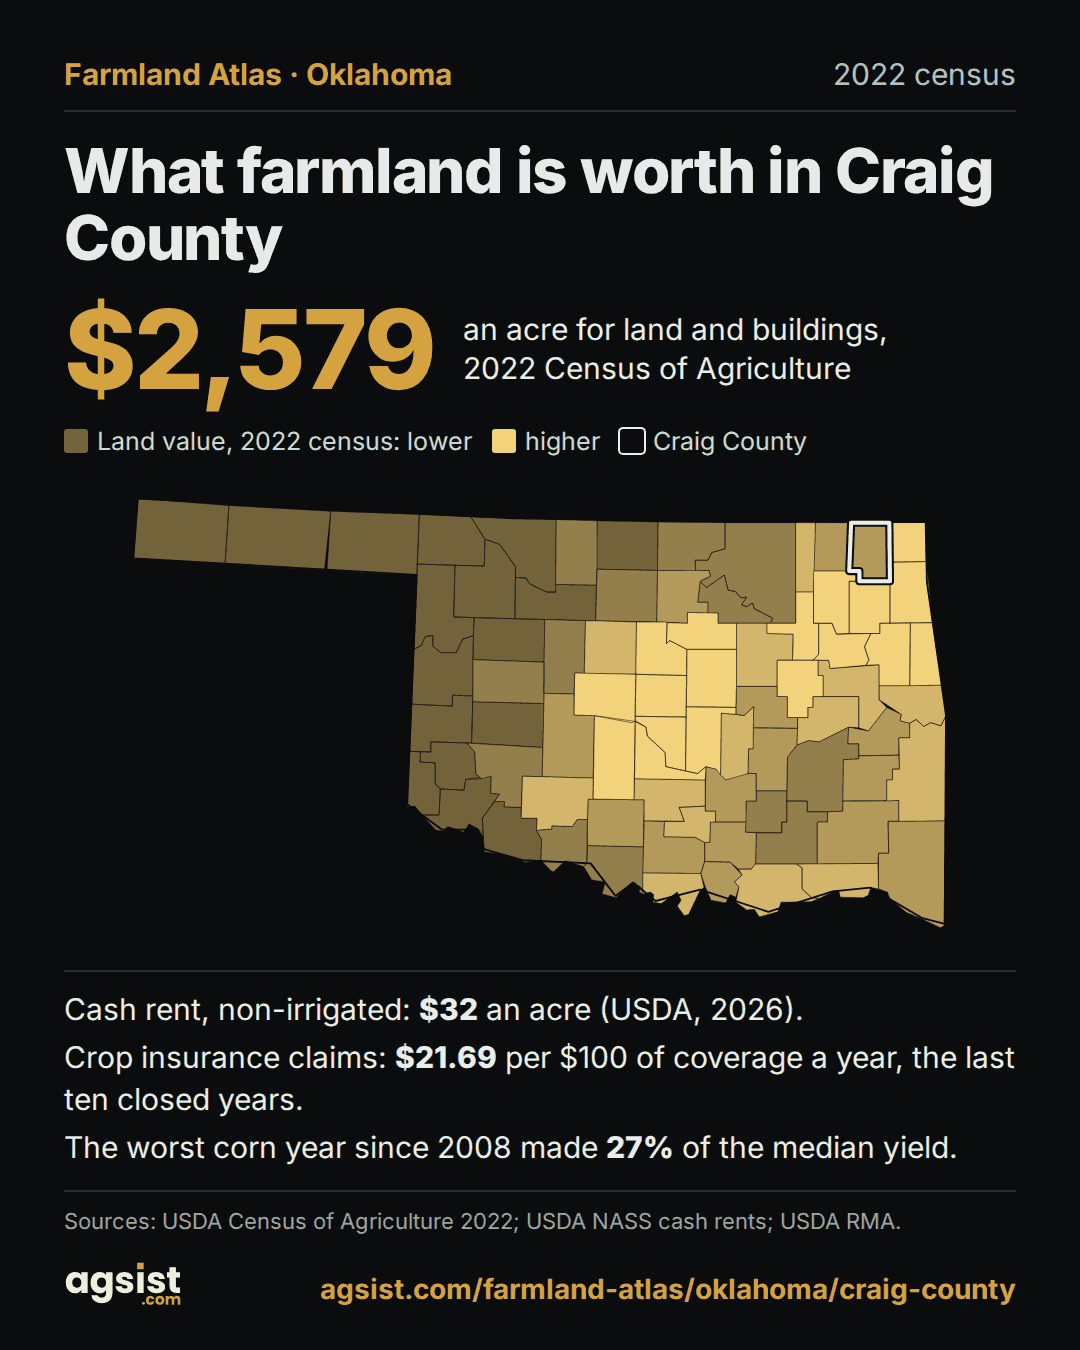 Farmland Atlas · Oklahoma
2022 census
What farmland is worth in Craig
County
$2,579
an acre for land and buildings,
2022 Census of Agriculture
Land value, 2022 census: lower
higher
Craig County
Cash rent, non-irrigated: $32 an acre (USDA, 2026).
Crop insurance claims: $21.69 per $100 of coverage a year, the last
ten closed years.
The worst corn year since 2008 made 27% of the median yield.
Sources: USDA Census of Agriculture 2022; USDA NASS cash rents; USDA RMA.
agsist
.com
agsist.com/farmland-atlas/oklahoma/craig-county